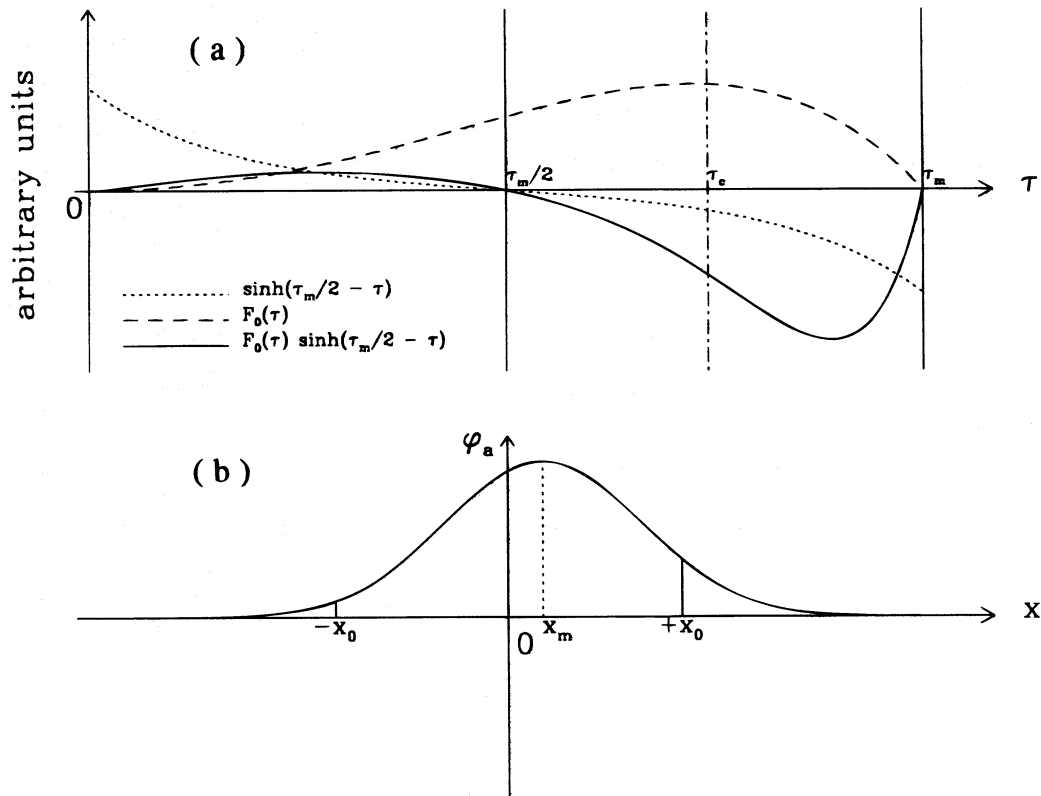 (a)
arbitrary units
0
τm/2
τc
τm
τ
sinh(τm/2 − τ)
F0(τ)
F0(τ) sinh(τm/2 − τ)
(b)
φa
−x0
0
xm
+x0
x